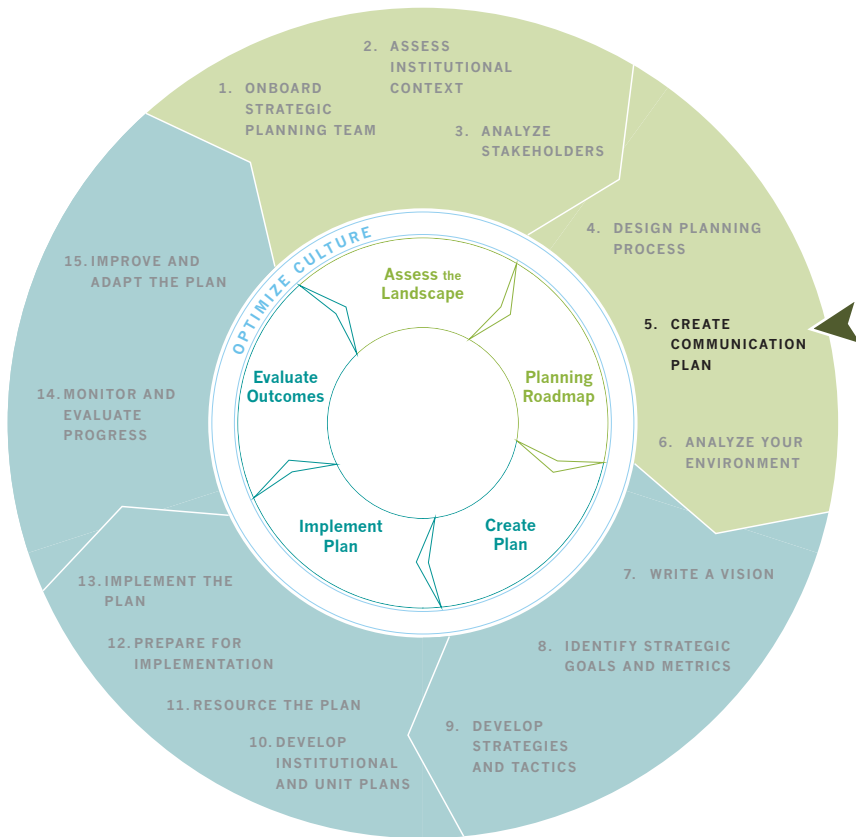 2. ASSESS
INSTITUTIONAL
CONTEXT
1. ONBOARD
STRATEGIC
PLANNING TEAM
3. ANALYZE
STAKEHOLDERS
4. DESIGN PLANNING
PROCESS
5. CREATE
COMMUNICATION
PLAN
6. ANALYZE YOUR
ENVIRONMENT
7. WRITE A VISION
8. IDENTIFY STRATEGIC
GOALS AND METRICS
9. DEVELOP
STRATEGIES
AND TACTICS
10. DEVELOP
INSTITUTIONAL
AND UNIT PLANS
11. RESOURCE THE PLAN
12. PREPARE FOR
IMPLEMENTATION
13. IMPLEMENT THE
PLAN
14. MONITOR AND
EVALUATE
PROGRESS
15. IMPROVE AND
ADAPT THE PLAN
OPTIMIZE CULTURE
Assess the
Landscape
Planning
Roadmap
Create
Plan
Implement
Plan
Evaluate
Outcomes